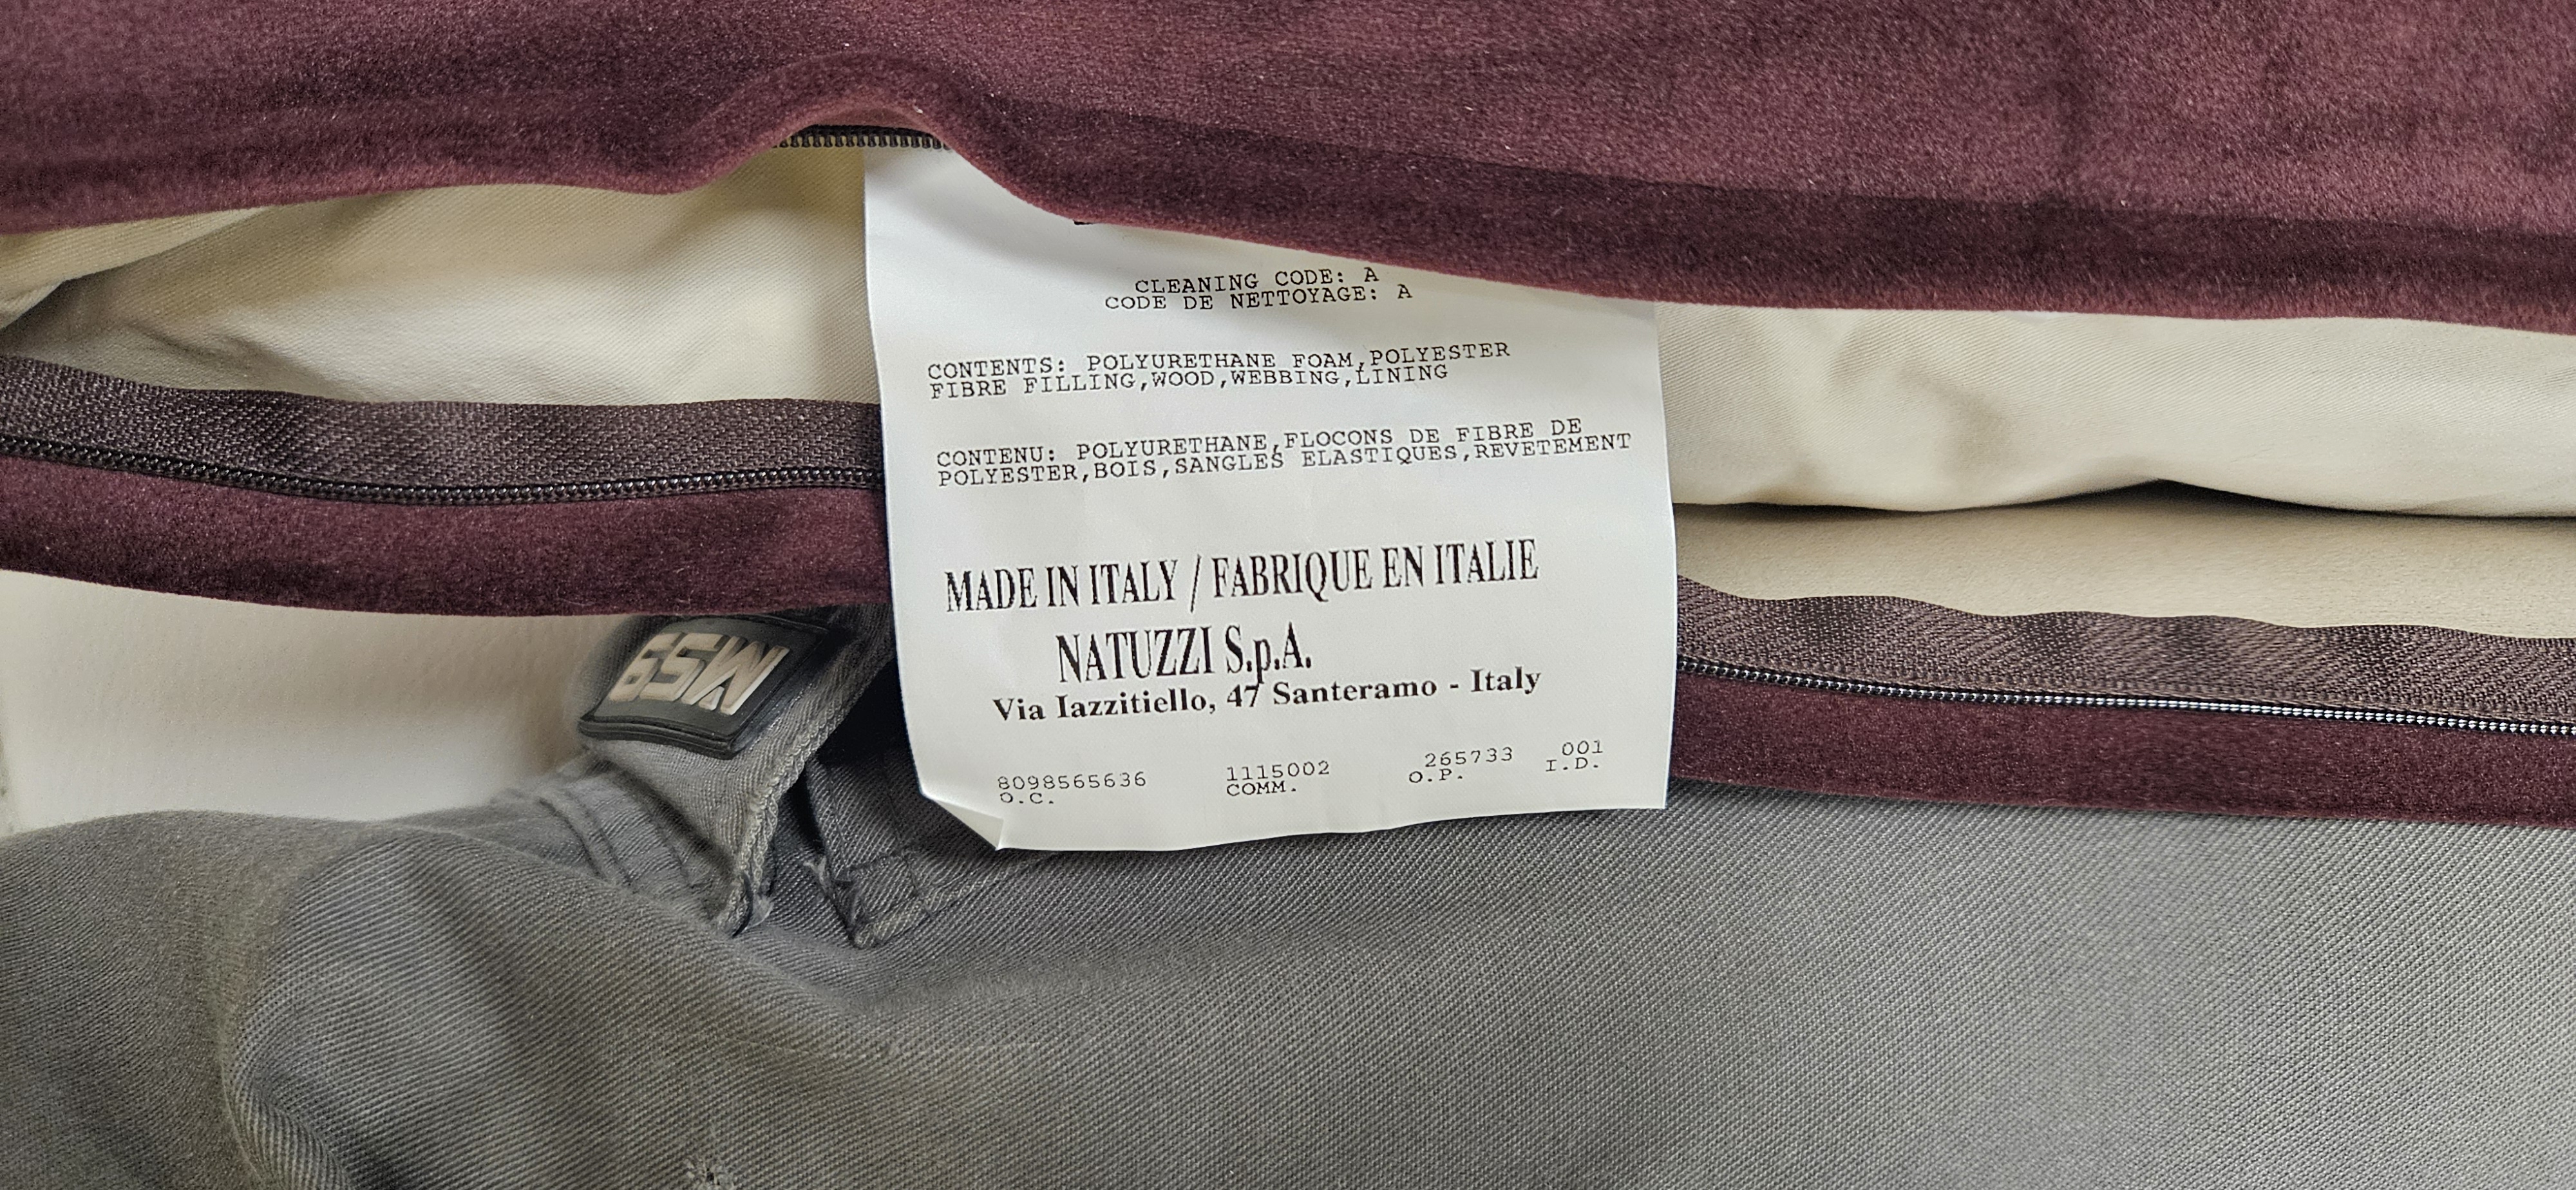 CLEANING CODE: A
CODE DE NETTOYAGE: A
CONTENTS: POLYURETHANE FOAM,POLYESTER
FIBRE FILLING,WOOD,WEBBING,LINING
CONTENU: POLYURETHANE,FLOCONS DE FIBRE DE
POLYESTER,BOIS,SANGLES ELASTIQUES,REVETEMENT
MADE IN ITALY / FABRIQUE EN ITALIE
NATUZZI S.p.A.
Via Iazzitiello, 47 Santeramo - Italy
8098565636 1115002 265733 001
O.C. COMM. O.P. I.D.